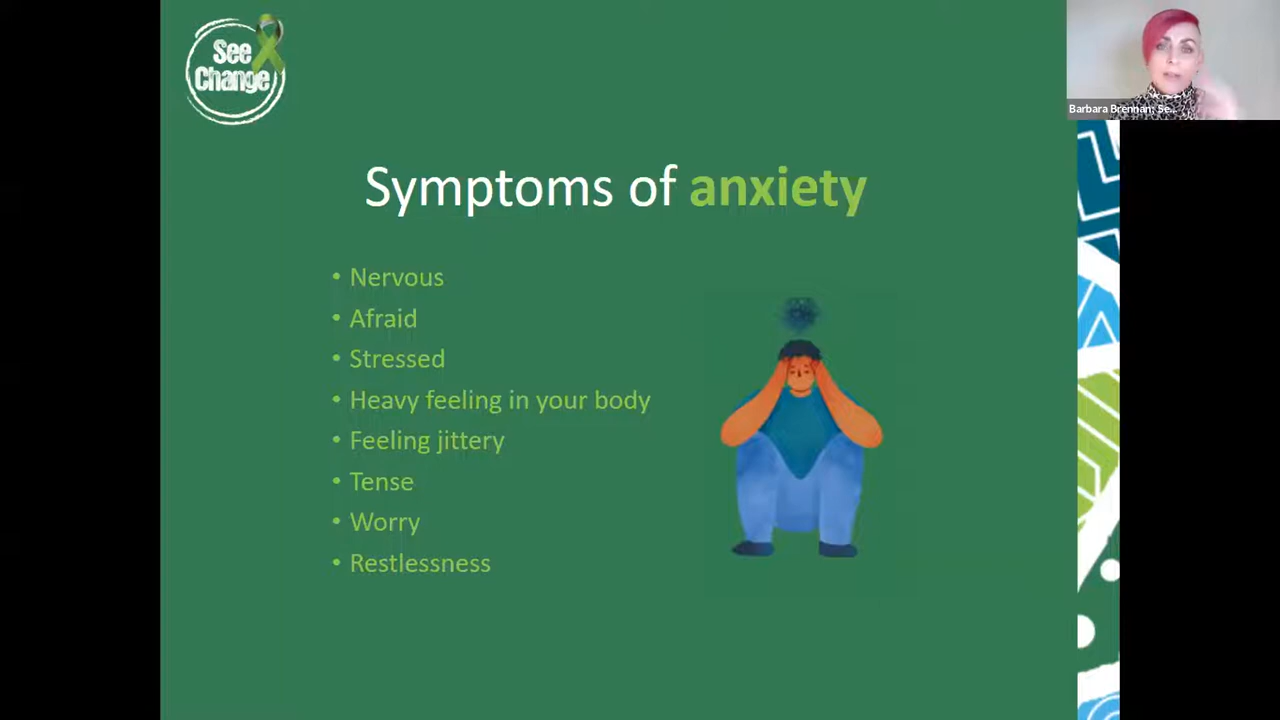 See
Change
Barbara Brennan; Se...
Symptoms of anxiety
• Nervous
• Afraid
• Stressed
• Heavy feeling in your body
• Feeling jittery
• Tense
• Worry
• Restlessness